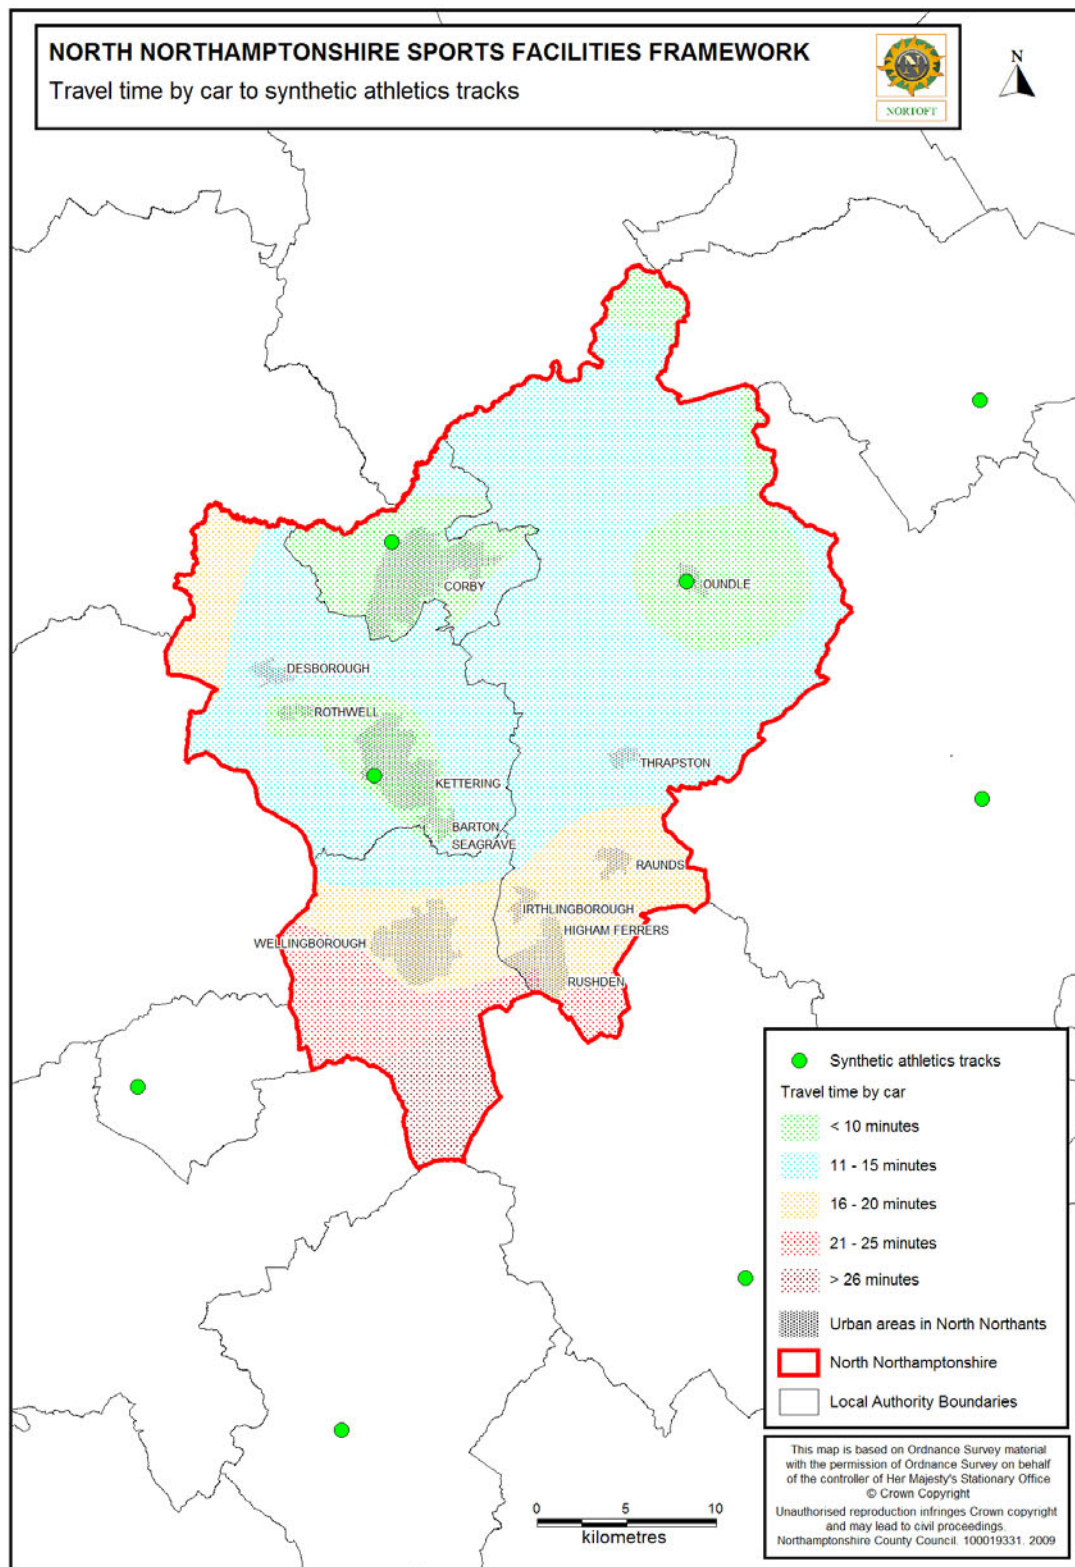 NORTH NORTHAMPTONSHIRE SPORTS FACILITIES FRAMEWORK
Travel time by car to synthetic athletics tracks
N
NORTOFT
N
CORBY
OUNDLE
DESBOROUGH
ROTHWELL
THRAPSTON
KETTERING
BARTON
SEAGRAVE
RAUNDS
IRTHLINGBOROUGH
HIGHAM FERRERS
WELLINGBOROUGH
RUSHDEN
Synthetic athletics tracks
Travel time by car
< 10 minutes
11 - 15 minutes
16 - 20 minutes
21 - 25 minutes
> 26 minutes
Urban areas in North Northants
North Northamptonshire
Local Authority Boundaries
This map is based on Ordnance Survey material
with the permission of Ordnance Survey on behalf
of the controller of Her Majesty's Stationary Office
© Crown Copyright
Unauthorised reproduction infringes Crown copyright
and may lead to civil proceedings.
Northamptonshire County Council. 100019331. 2009
0 5 10
kilometres